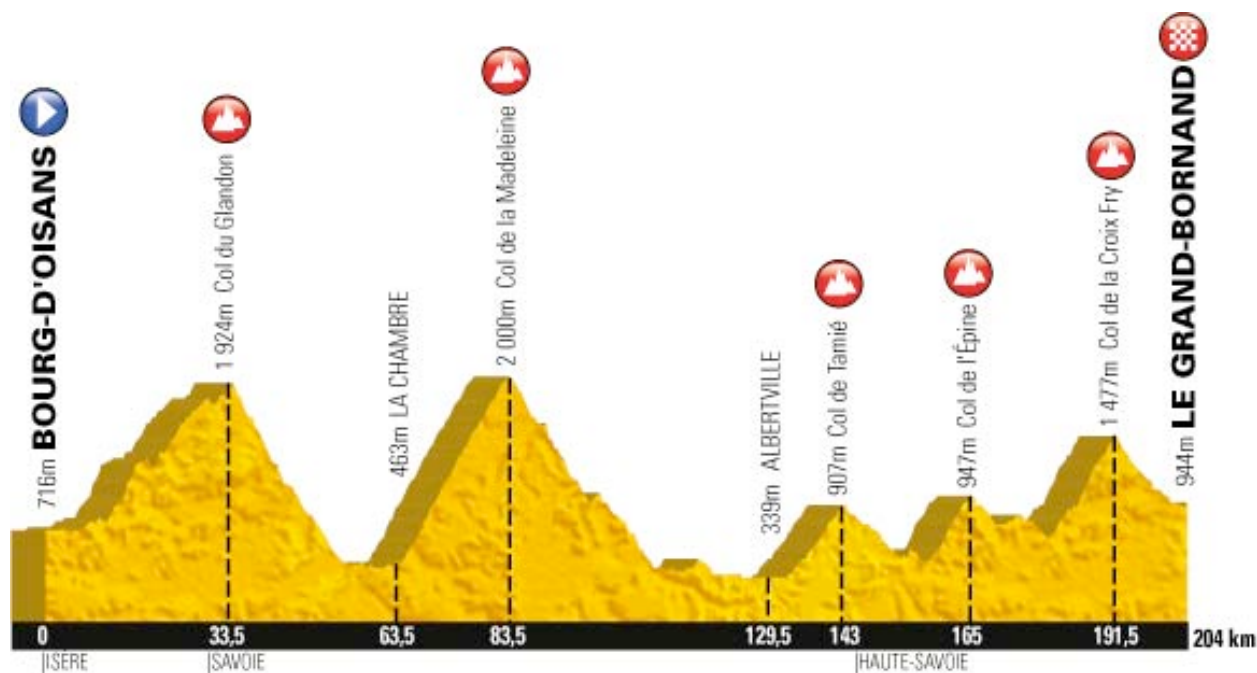 716m BOURG-D'OISANS
1 924m Col du Glandon
463m LA CHAMBRE
2 000m Col de la Madeleine
339m ALBERTVILLE
907m Col de Tamié
947m Col de l'Épine
1 477m Col de la Croix Fry
944m LE GRAND-BORNAND
0 33,5 63,5 83,5 129,5 143 165 191,5 204 km
|ISERE |SAVOIE |HAUTE-SAVOIE